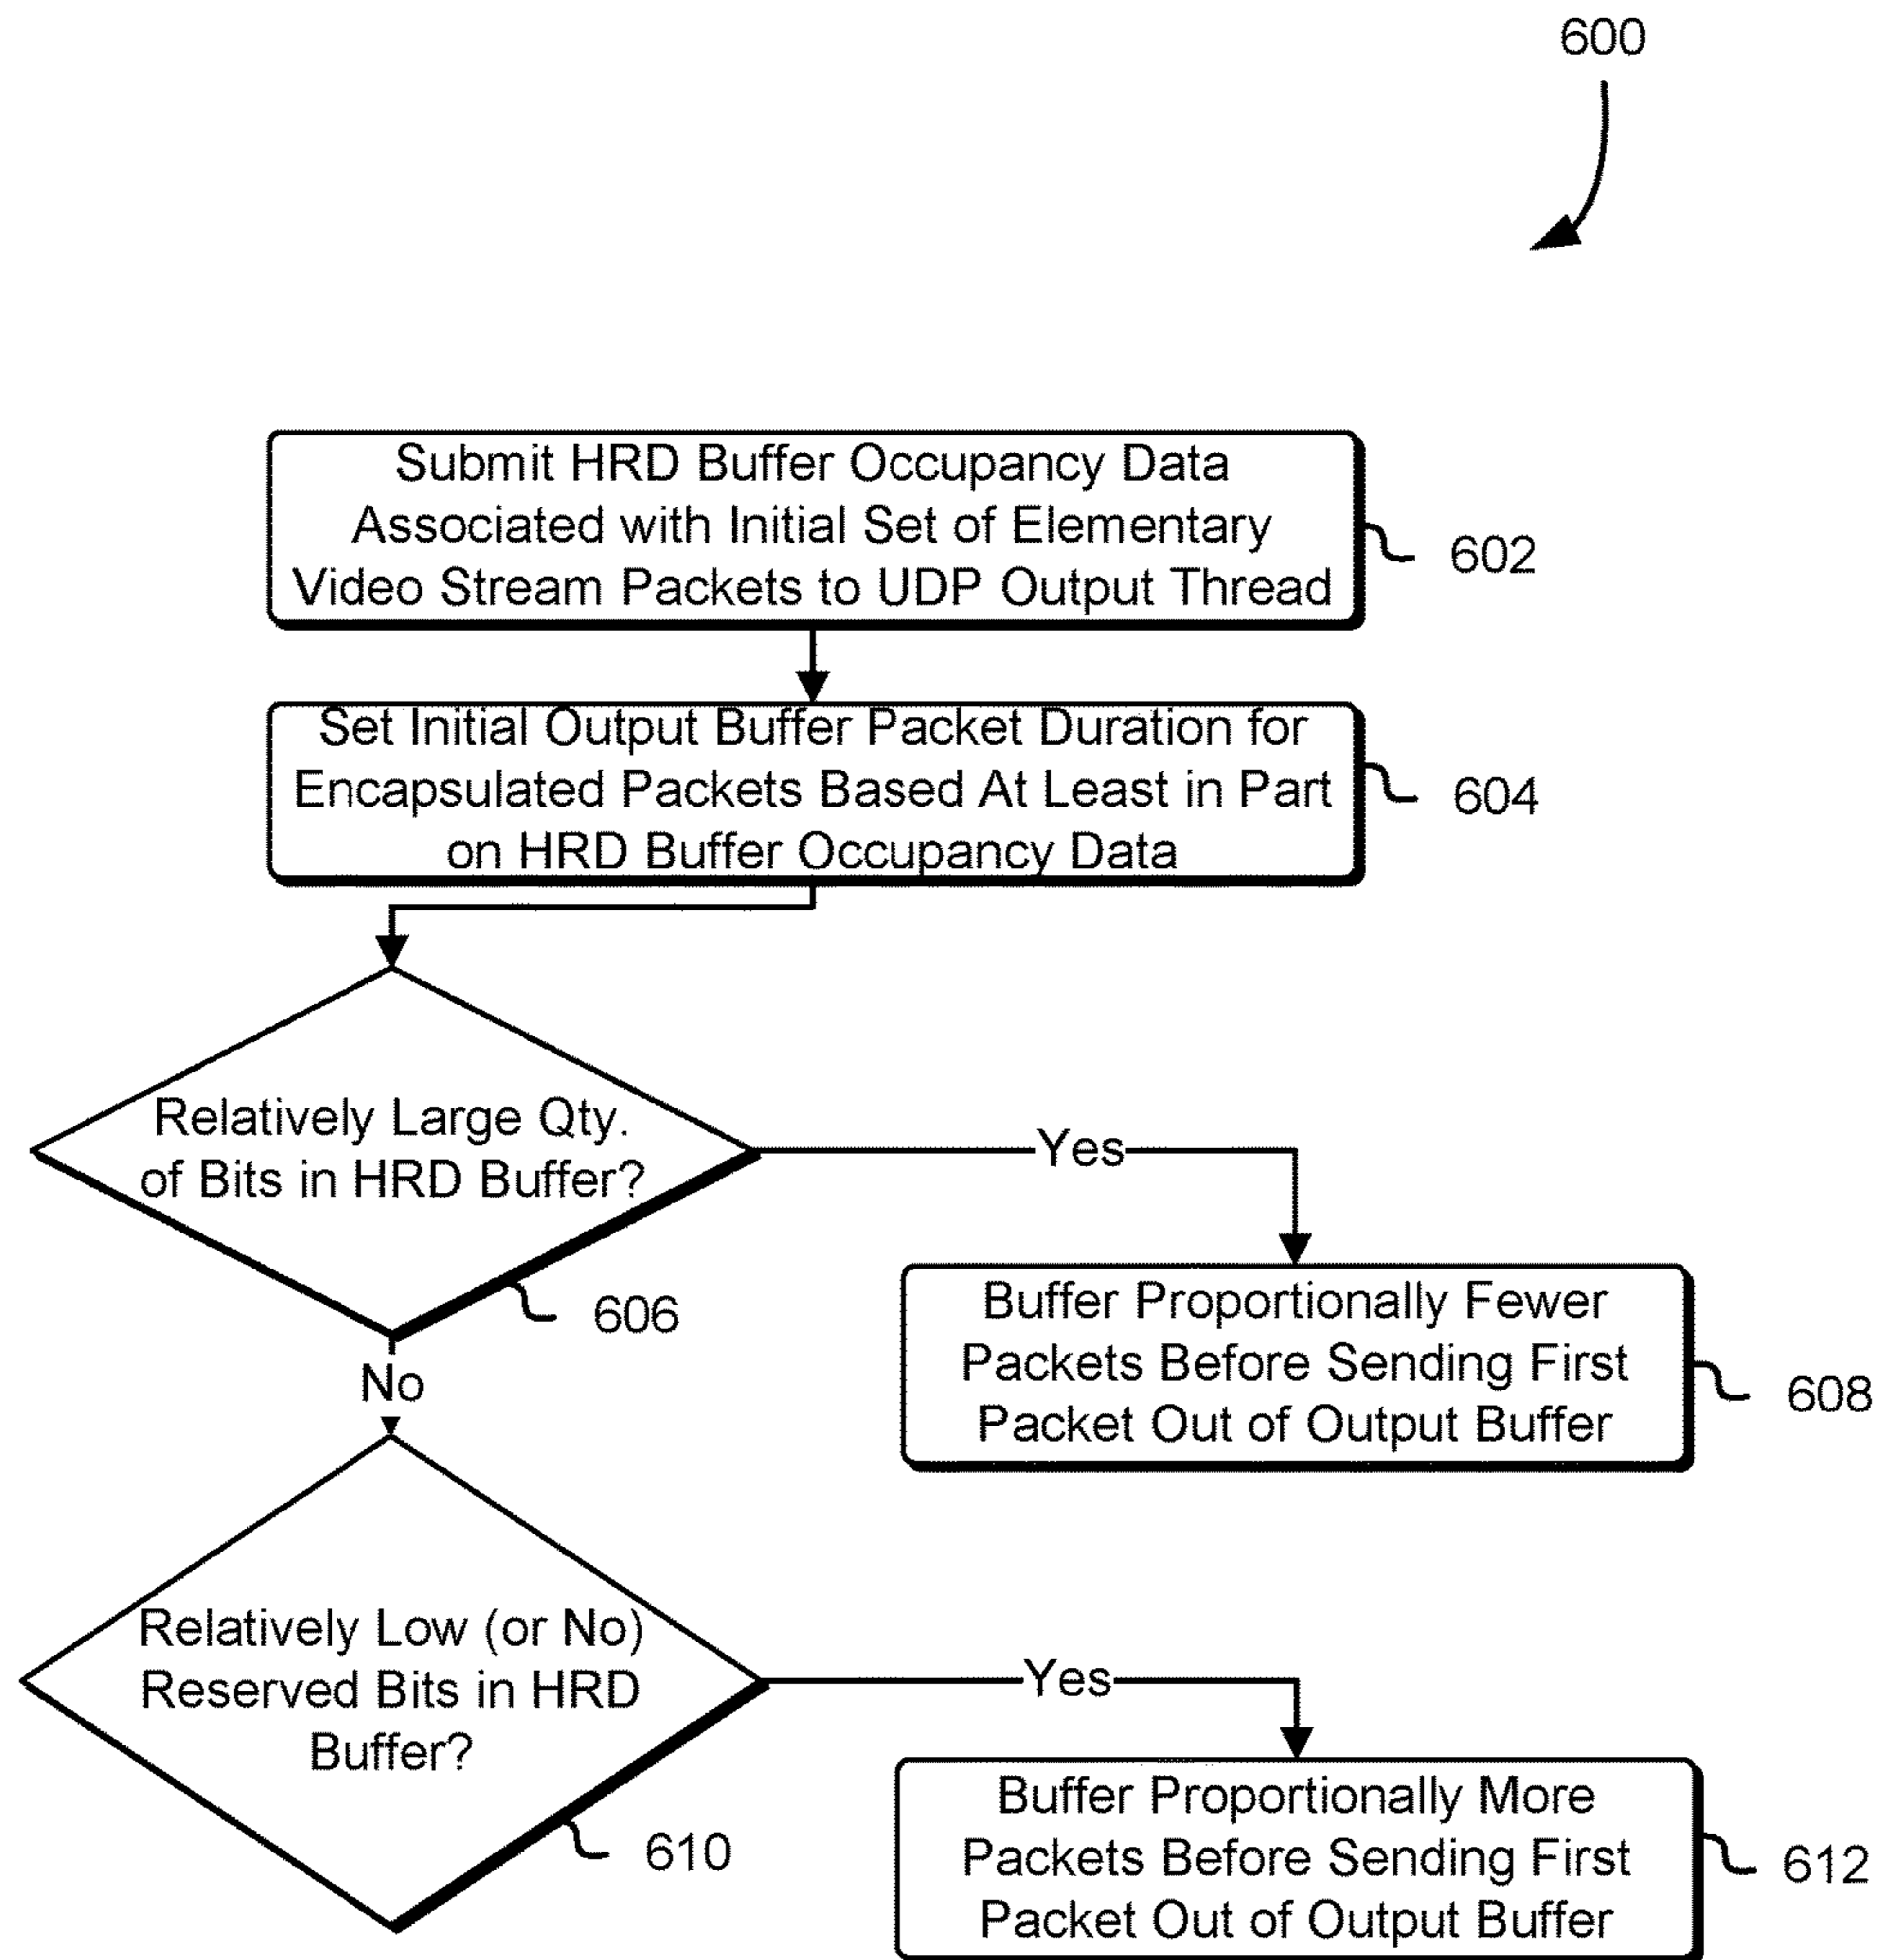 600
Submit HRD Buffer Occupancy Data
Associated with Initial Set of Elementary
Video Stream Packets to UDP Output Thread
602
Set Initial Output Buffer Packet Duration for
Encapsulated Packets Based At Least in Part
on HRD Buffer Occupancy Data
604
Relatively Large Qty.
of Bits in HRD Buffer?
606
Yes
Buffer Proportionally Fewer
Packets Before Sending First
Packet Out of Output Buffer
608
No
Relatively Low (or No)
Reserved Bits in HRD
Buffer?
610
Yes
Buffer Proportionally More
Packets Before Sending First
Packet Out of Output Buffer
612